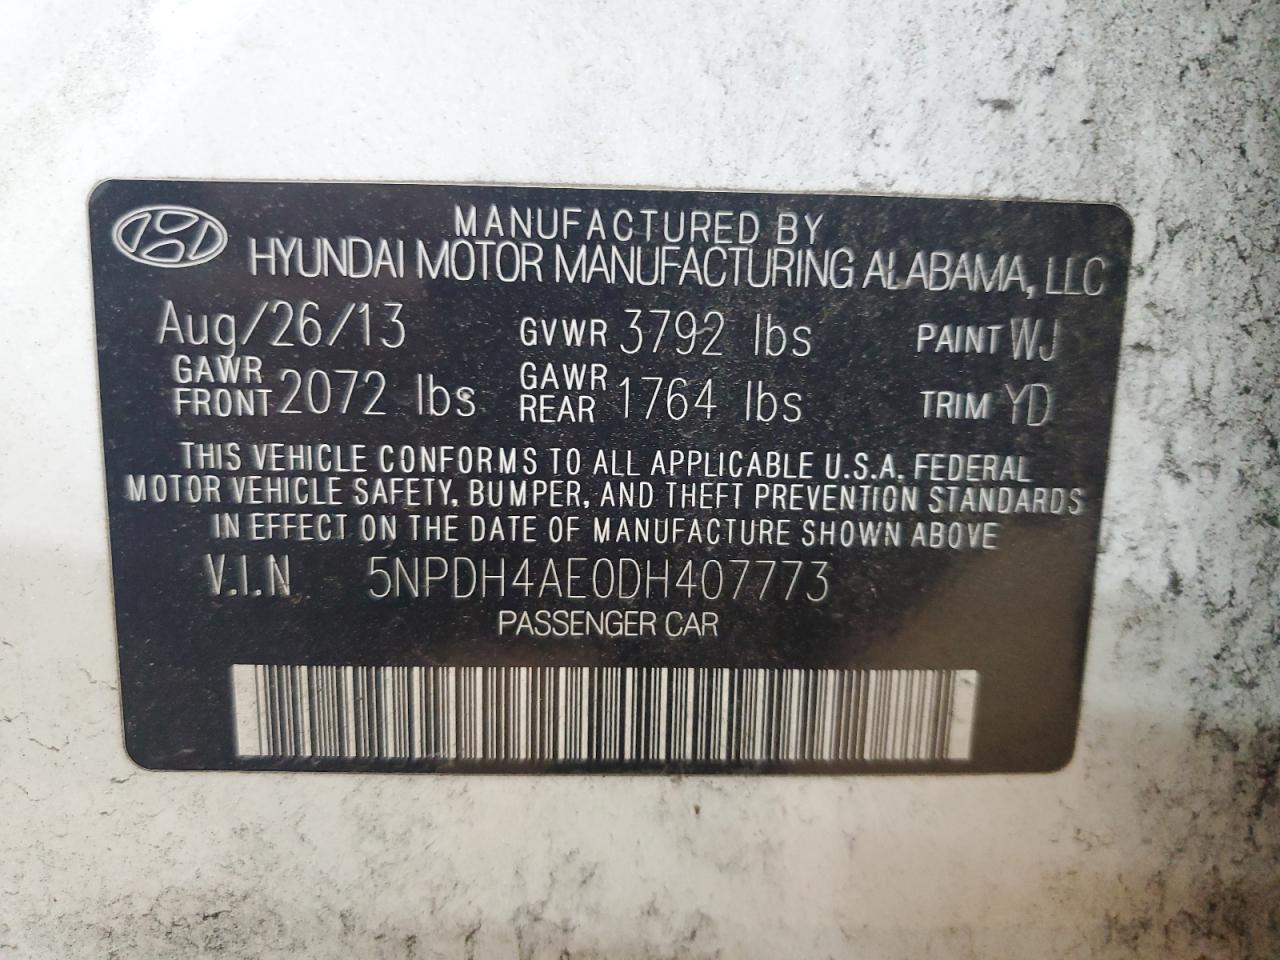 MANUFACTURED BY
HYUNDAI MOTOR MANUFACTURING ALABAMA, LLC
Aug/26/13 GVWR 3792 lbs PAINT WJ
GAWR FRONT 2072 lbs GAWR REAR 1764 lbs TRIM YD
THIS VEHICLE CONFORMS TO ALL APPLICABLE U.S.A. FEDERAL
MOTOR VEHICLE SAFETY, BUMPER, AND THEFT PREVENTION STANDARDS
IN EFFECT ON THE DATE OF MANUFACTURE SHOWN ABOVE
V.I.N 5NPDH4AE0DH407773
PASSENGER CAR